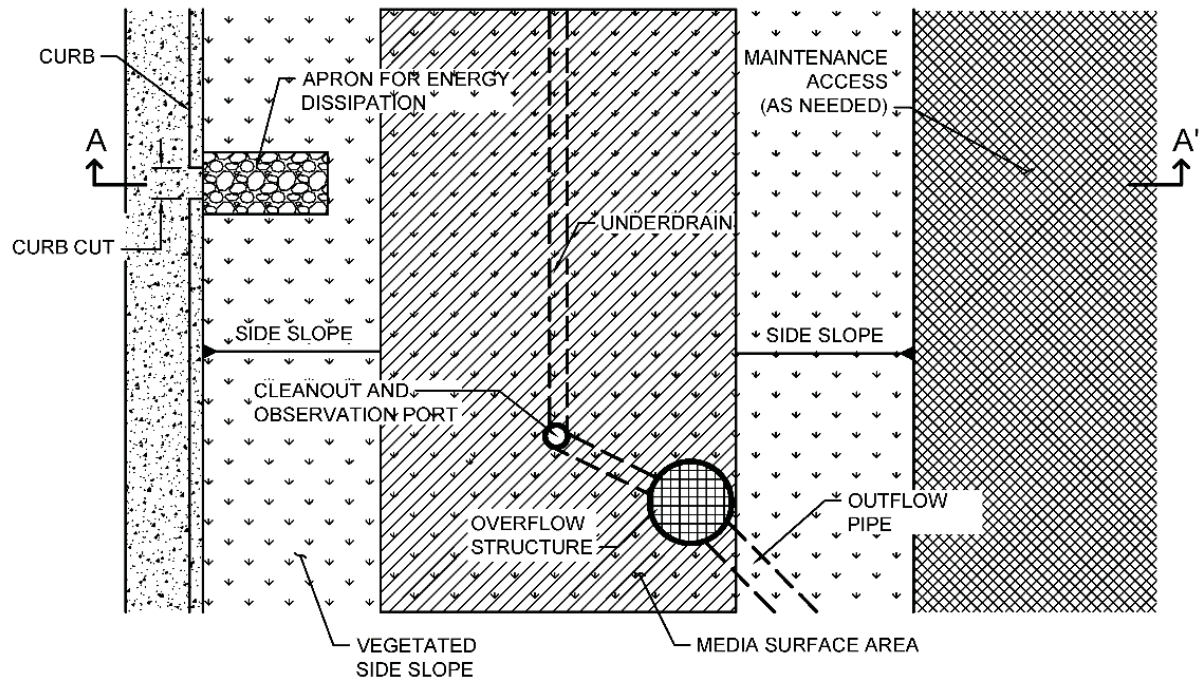 CURB
APRON FOR ENERGY
DISSIPATION
MAINTENANCE
ACCESS
(AS NEEDED)
A
A'
CURB CUT
UNDERDRAIN
SIDE SLOPE
SIDE SLOPE
CLEANOUT AND
OBSERVATION PORT
OVERFLOW
STRUCTURE
OUTFLOW
PIPE
VEGETATED
SIDE SLOPE
MEDIA SURFACE AREA